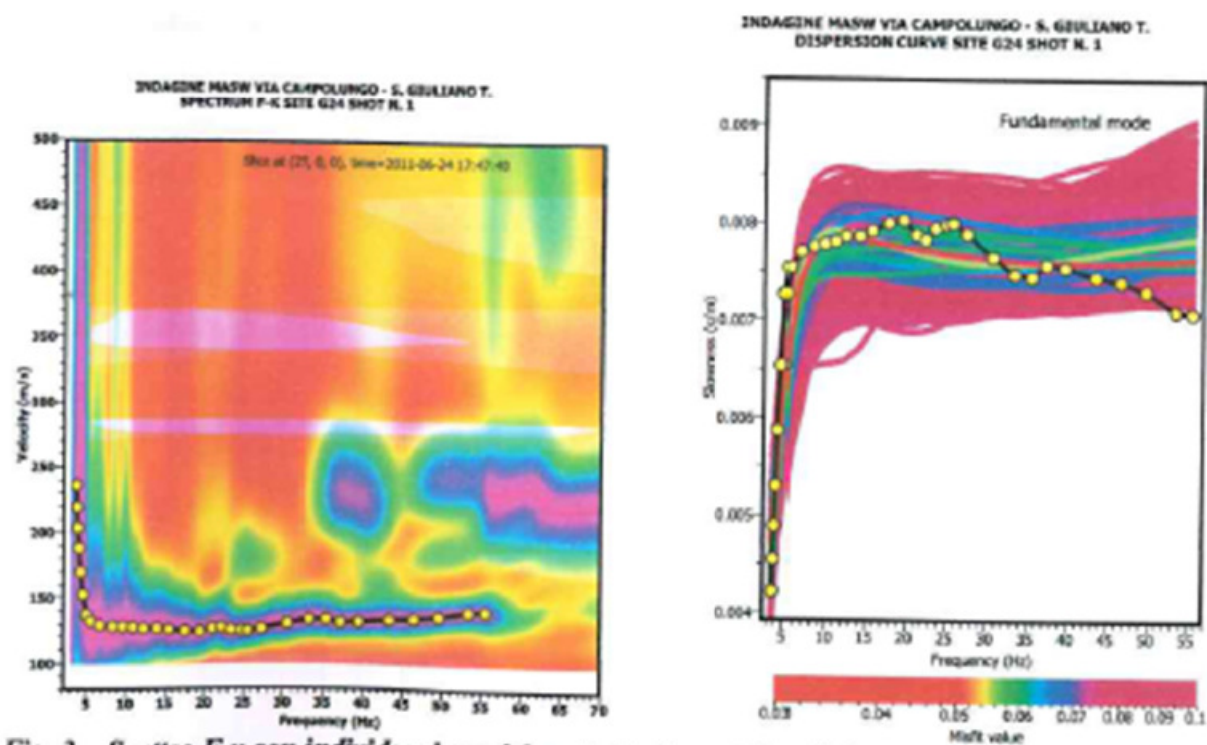 INDAGINE MASW VIA CAMPOLUNGO - S. GIULIANO T.
SPECTRUM F-K SITE G24 SHOT N. 1
500
450
400
350
300
250
200
150
100
Velocity (m/s)
5 10 15 20 25 30 35 40 45 50 55 60 65 70
Frequency (Hz)
INDAGINE MASW VIA CAMPOLUNGO - S. GIULIANO T.
DISPERSION CURVE SITE G24 SHOT N. 1
Fundamental mode
0.009
0.008
0.007
0.006
0.005
0.004
Slowness (s/m)
5 10 15 20 25 30 35 40 45 50 55
Frequency (Hz)
0.03 0.04 0.05 0.06 0.07 0.08 0.09 0.1
Misfit value